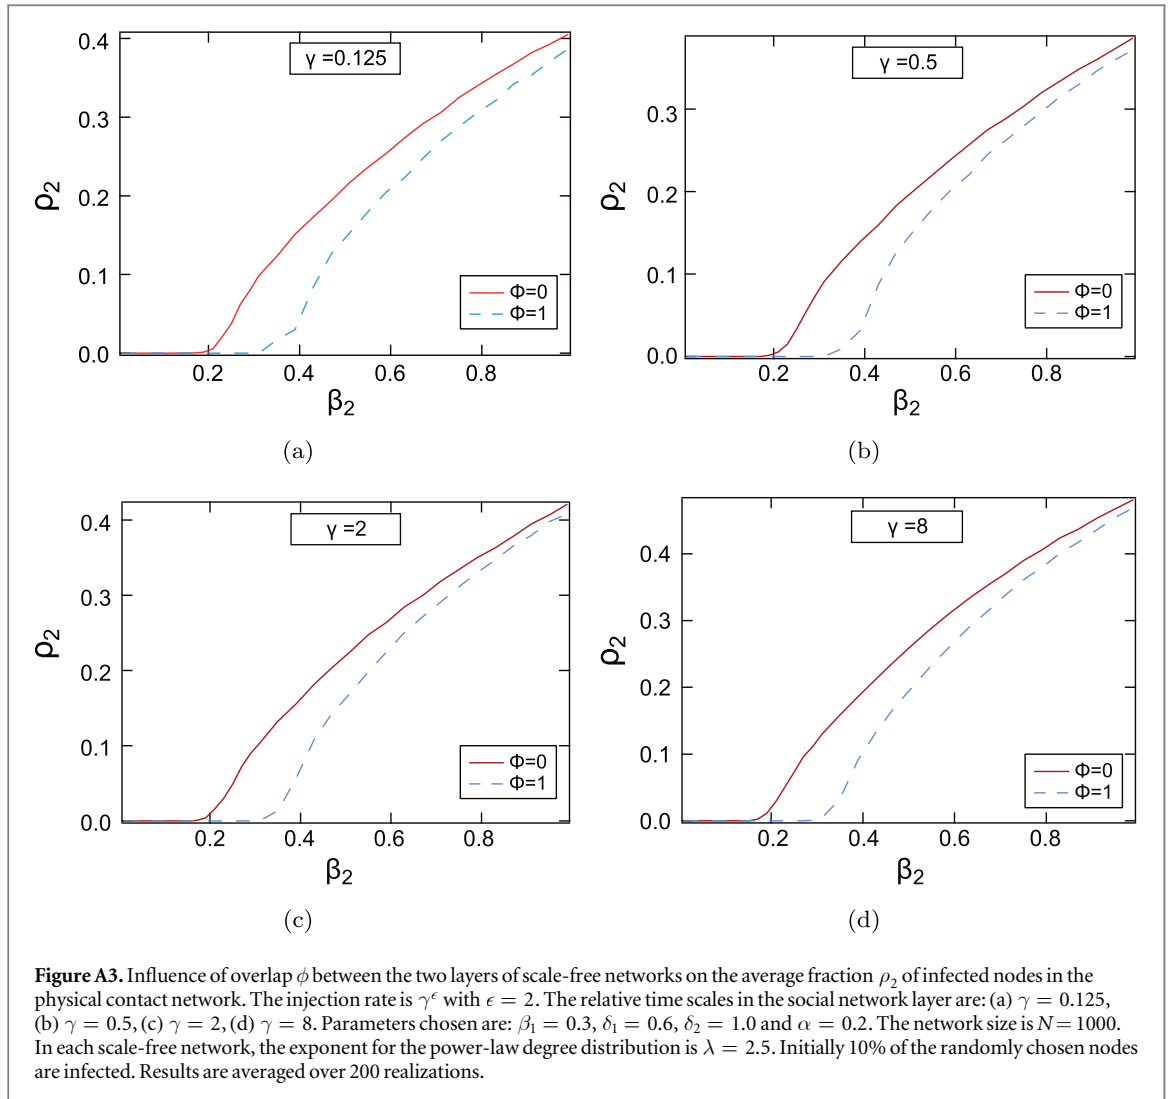 γ =0.125
0.4
0.3
0.2
0.1
0.0
ρ2
Φ=0
Φ=1
0.2 0.4 0.6 0.8
β2
(a)
γ =0.5
0.3
0.2
0.1
0.0
ρ2
Φ=0
Φ=1
0.2 0.4 0.6 0.8
β2
(b)
γ =2
0.4
0.3
0.2
0.1
0.0
ρ2
Φ=0
Φ=1
0.2 0.4 0.6 0.8
β2
(c)
γ =8
0.4
0.3
0.2
0.1
0.0
ρ2
Φ=0
Φ=1
0.2 0.4 0.6 0.8
β2
(d)
Figure A3. Influence of overlap ϕ between the two layers of scale-free networks on the average fraction ρ2 of infected nodes in the
physical contact network. The injection rate is γ^ϵ with ϵ = 2. The relative time scales in the social network layer are: (a) γ = 0.125,
(b) γ = 0.5, (c) γ = 2, (d) γ = 8. Parameters chosen are: β1 = 0.3, δ1 = 0.6, δ2 = 1.0 and α = 0.2. The network size is N = 1000.
In each scale-free network, the exponent for the power-law degree distribution is λ = 2.5. Initially 10% of the randomly chosen nodes
are infected. Results are averaged over 200 realizations.